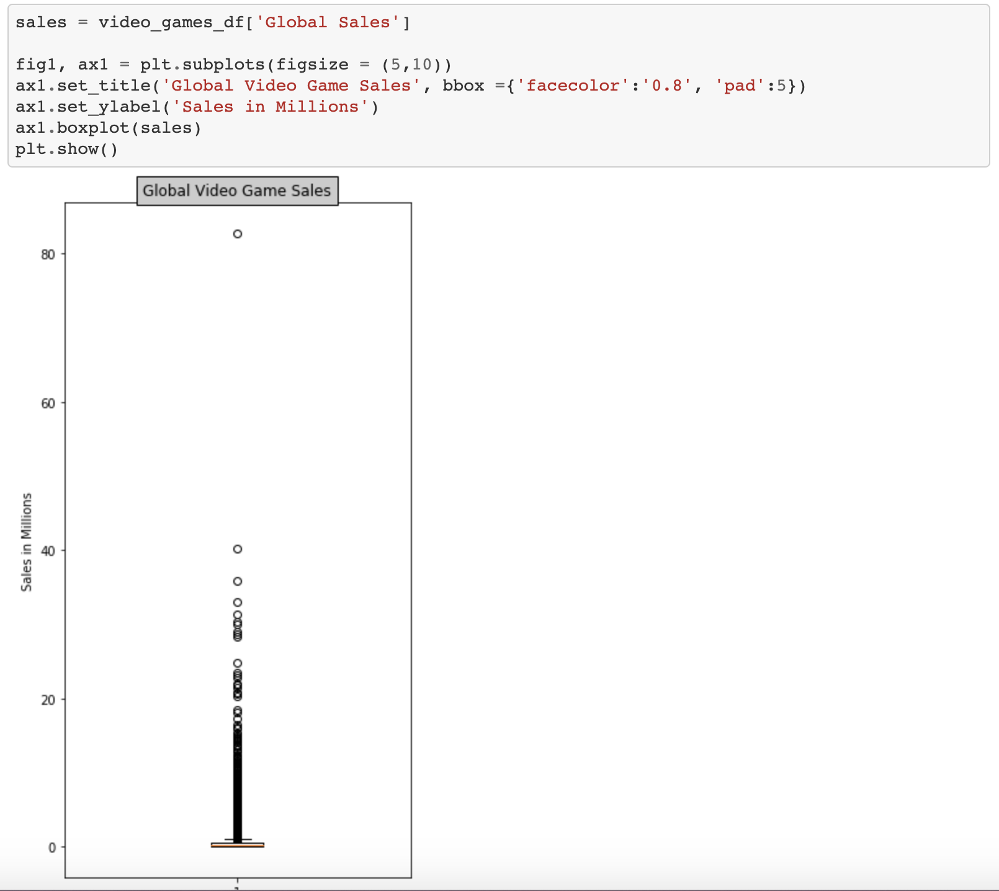 sales = video_games_df['Global Sales']
fig1, ax1 = plt.subplots(figsize = (5,10))
ax1.set_title('Global Video Game Sales', bbox ={'facecolor':'0.8', 'pad':5})
ax1.set_ylabel('Sales in Millions')
ax1.boxplot(sales)
plt.show()
Global Video Game Sales
80
60
Sales in Millions
40
20
0